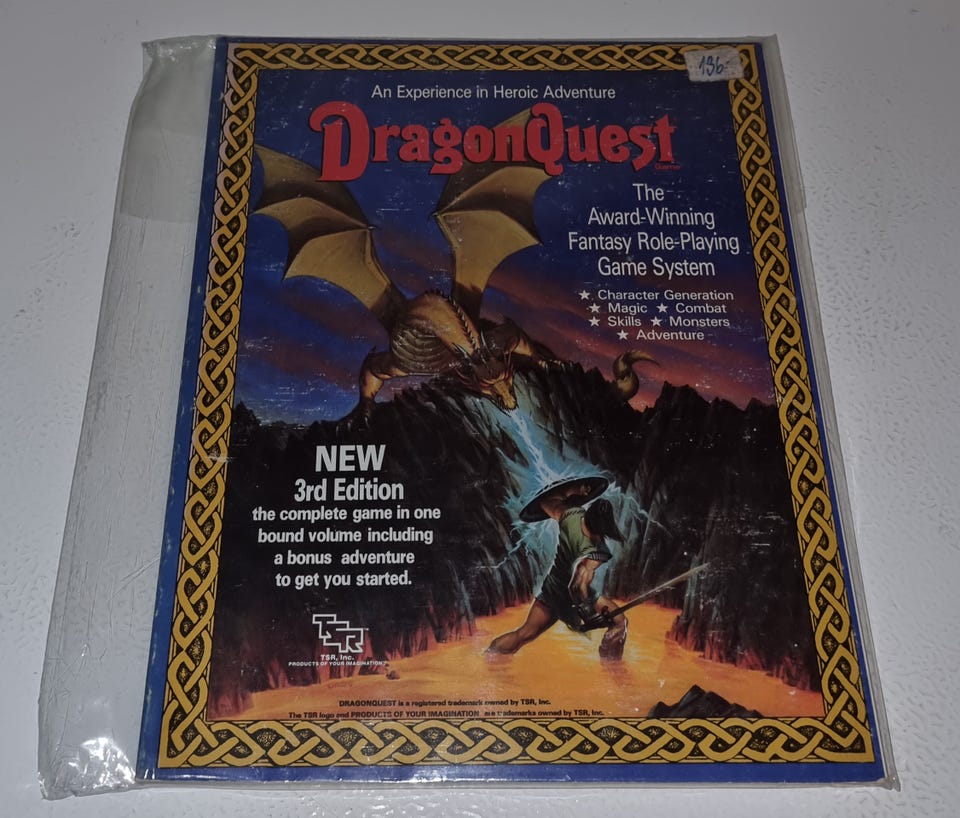 136:-
An Experience in Heroic Adventure
DragonQuest
Game
The
Award-Winning
Fantasy Role-Playing
Game System
★ Character Generation
★ Magic ★ Combat
★ Skills ★ Monsters
★ Adventure
NEW
3rd Edition
the complete game in one
bound volume including
a bonus adventure
to get you started.
TSR™
TSR, Inc.
PRODUCTS OF YOUR IMAGINATION™
DRAGONQUEST is a registered trademark owned by TSR, Inc.
The TSR logo and PRODUCTS OF YOUR IMAGINATION are trademarks owned by TSR, Inc.